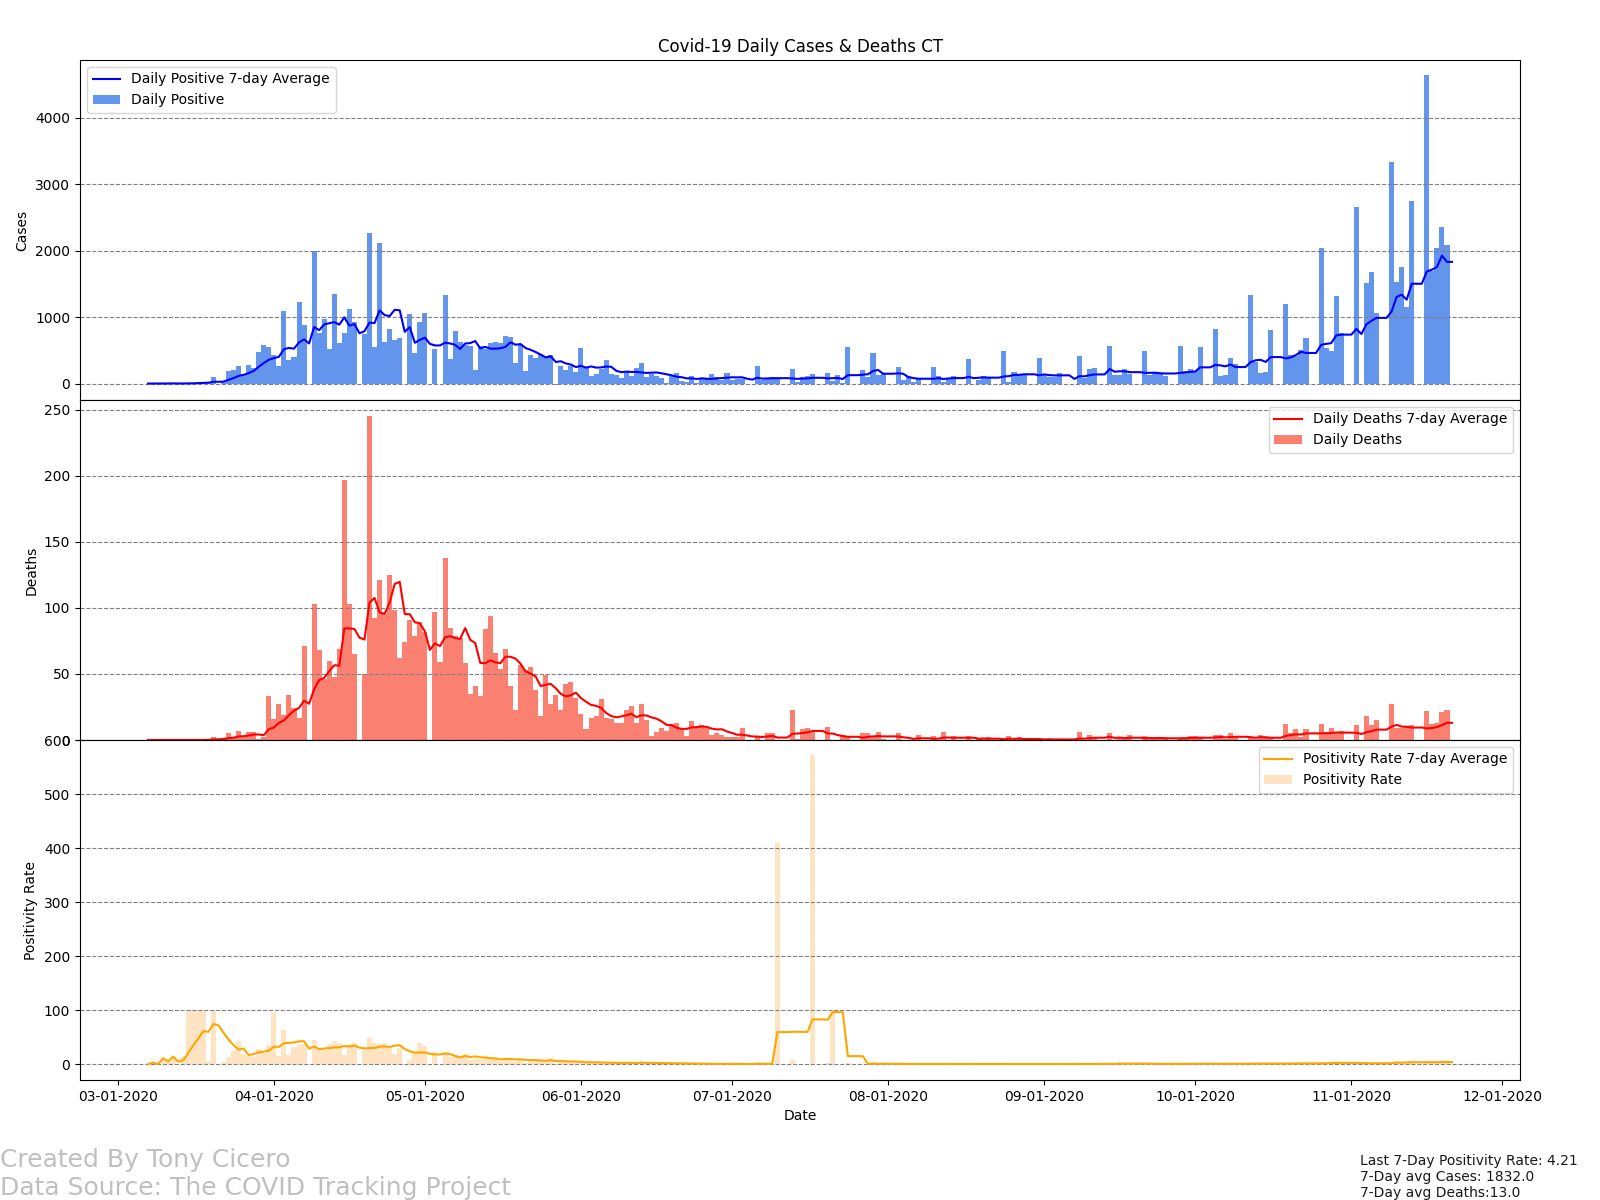 Covid-19 Daily Cases & Deaths CT
Daily Positive 7-day Average
Daily Positive
4000
3000
2000
1000
0
Cases
Daily Deaths 7-day Average
Daily Deaths
250
200
150
100
50
0
Deaths
Positivity Rate 7-day Average
Positivity Rate
600
500
400
300
200
100
0
Positivity Rate
03-01-2020 04-01-2020 05-01-2020 06-01-2020 07-01-2020 08-01-2020 09-01-2020 10-01-2020 11-01-2020 12-01-2020
Date
Created By Tony Cicero
Data Source: The COVID Tracking Project
Last 7-Day Positivity Rate: 4.21
7-Day avg Cases: 1832.0
7-Day avg Deaths:13.0